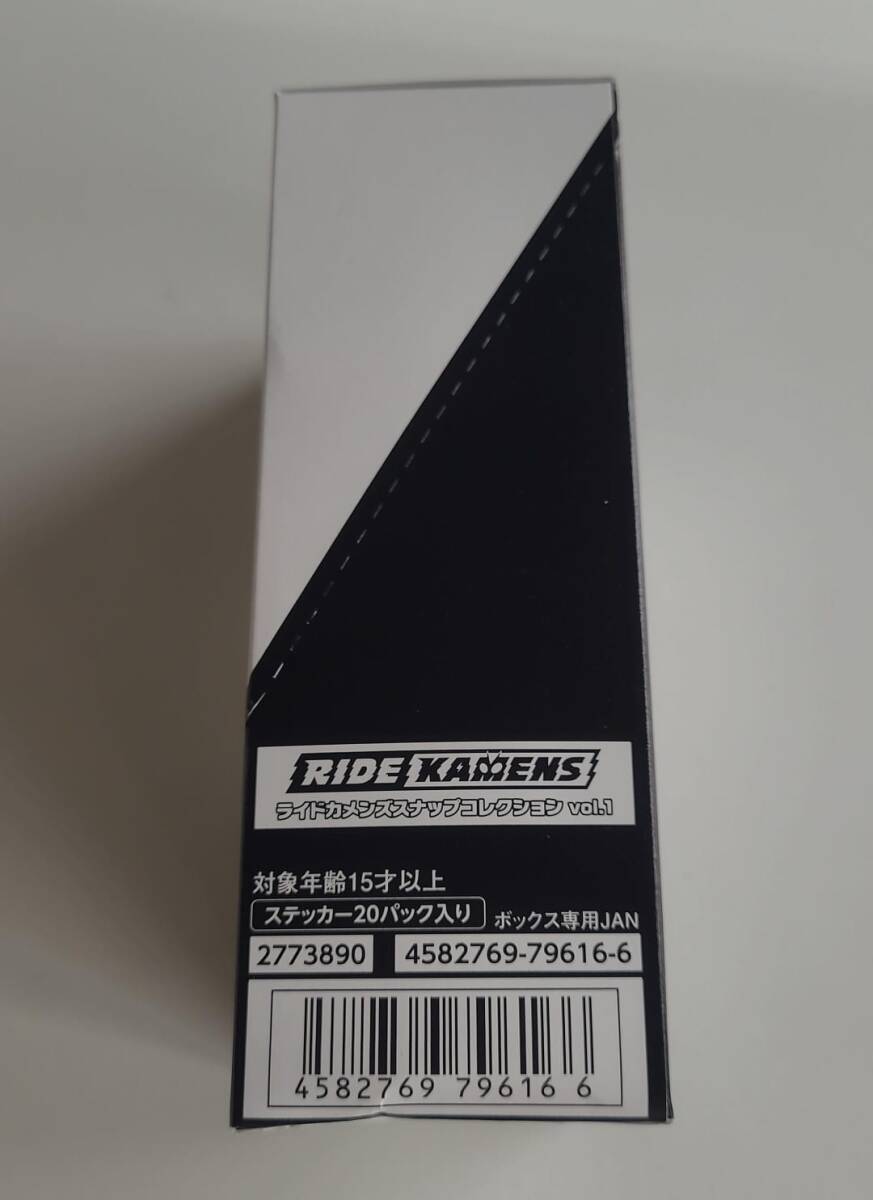 RIDE KAMENS
ライドカメンズスナップコレクション vol.1
対象年齢15才以上
ステッカー20パック入り ボックス専用JAN
2773890 4582769-79616-6
4582769 79616 6